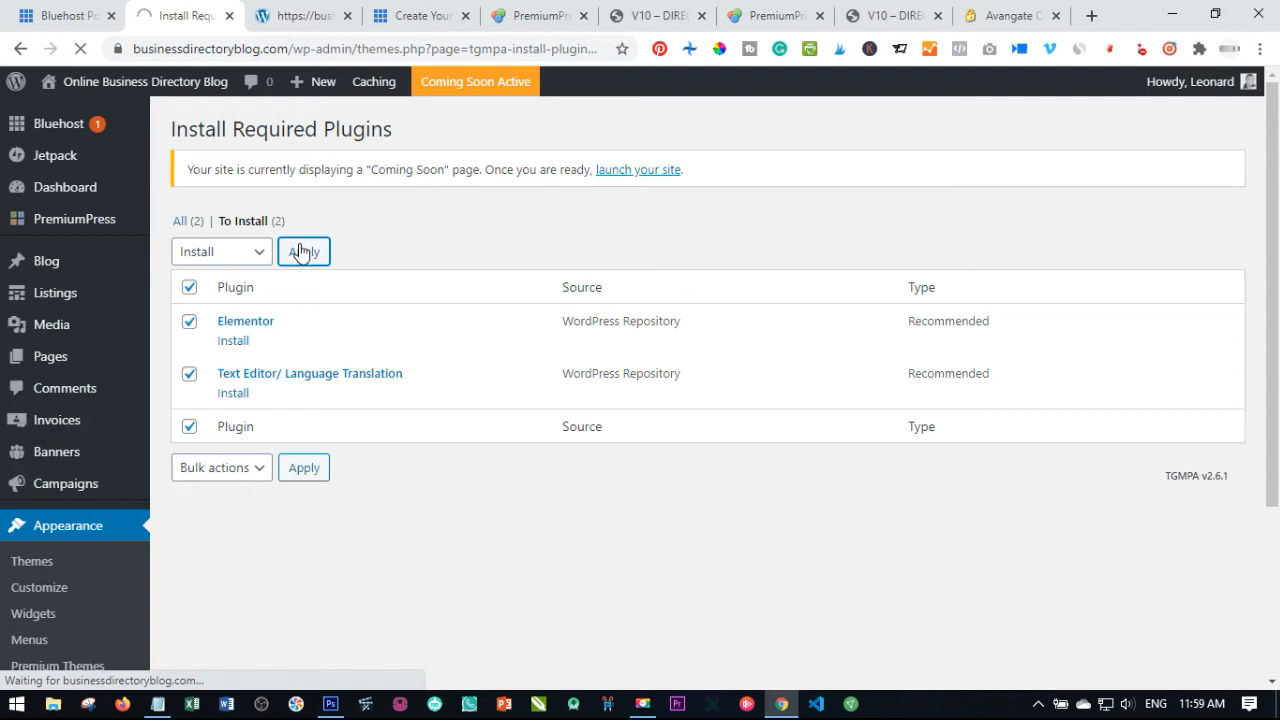 Bluehost Po
Install Requ
https://busi
Create Your
PremiumPre
V10 – DIREC
PremiumPre
V10 – DIREC
Avangate C
businessdirectoryblog.com/wp-admin/themes.php?page=tgmpa-install-plugin...
Online Business Directory Blog
0
New
Caching
Coming Soon Active
Howdy, Leonard
Bluehost 1
Jetpack
Dashboard
PremiumPress
Blog
Listings
Media
Pages
Comments
Invoices
Banners
Campaigns
Appearance
Themes
Customize
Widgets
Menus
Premium Themes
Install Required Plugins
Your site is currently displaying a "Coming Soon" page. Once you are ready, launch your site.
All (2) | To Install (2)
Install
Apply
Plugin Source Type
Elementor WordPress Repository Recommended
Install
Text Editor/ Language Translation WordPress Repository Recommended
Install
Plugin Source Type
Bulk actions
Apply
TGMPA v2.6.1
Waiting for businessdirectoryblog.com...
ENG 11:59 AM